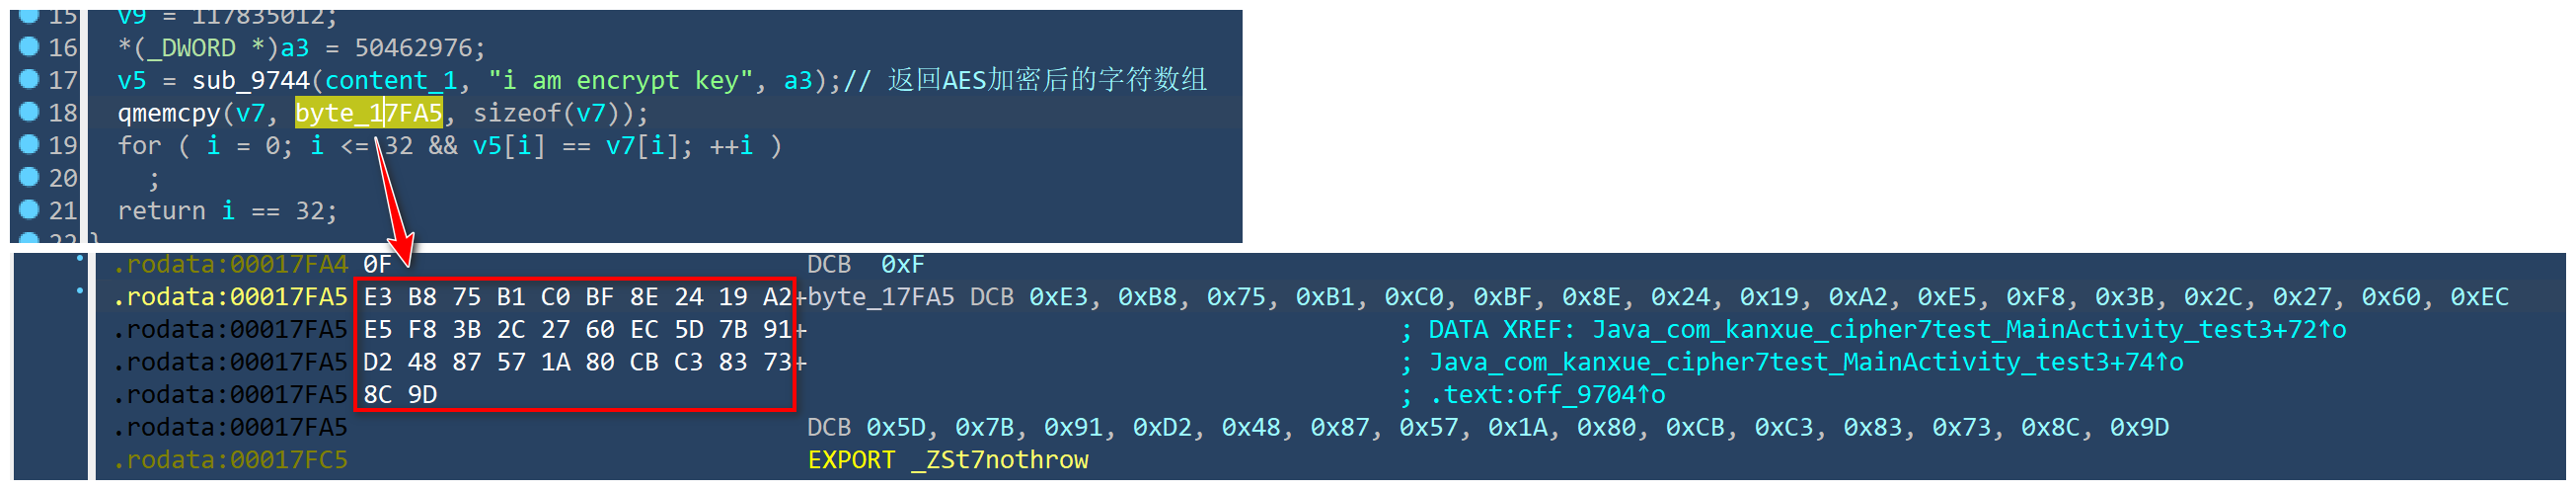 15 v9 = 117835012;
16 *(_DWORD *)a3 = 50462976;
17 v5 = sub_9744(content_1, "i am encrypt key", a3);// 返回AES加密后的字符数组
18 qmemcpy(v7, byte_17FA5, sizeof(v7));
19 for ( i = 0; i <= 32 && v5[i] == v7[i]; ++i )
20 ;
21 return i == 32;
22 }
.rodata:00017FA4 0F DCB 0xF
.rodata:00017FA5 E3 B8 75 B1 C0 BF 8E 24 19 A2+byte_17FA5 DCB 0xE3, 0xB8, 0x75, 0xB1, 0xC0, 0xBF, 0x8E, 0x24, 0x19, 0xA2, 0xE5, 0xF8, 0x3B, 0x2C, 0x27, 0x60, 0xEC
.rodata:00017FA5 E5 F8 3B 2C 27 60 EC 5D 7B 91+ ; DATA XREF: Java_com_kanxue_cipher7test_MainActivity_test3+72↑o
.rodata:00017FA5 D2 48 87 57 1A 80 CB C3 83 73+ ; Java_com_kanxue_cipher7test_MainActivity_test3+74↑o
.rodata:00017FA5 8C 9D ; .text:off_9704↑o
.rodata:00017FA5 DCB 0x5D, 0x7B, 0x91, 0xD2, 0x48, 0x87, 0x57, 0x1A, 0x80, 0xCB, 0xC3, 0x83, 0x73, 0x8C, 0x9D
.rodata:00017FC5 EXPORT _ZSt7nothrow